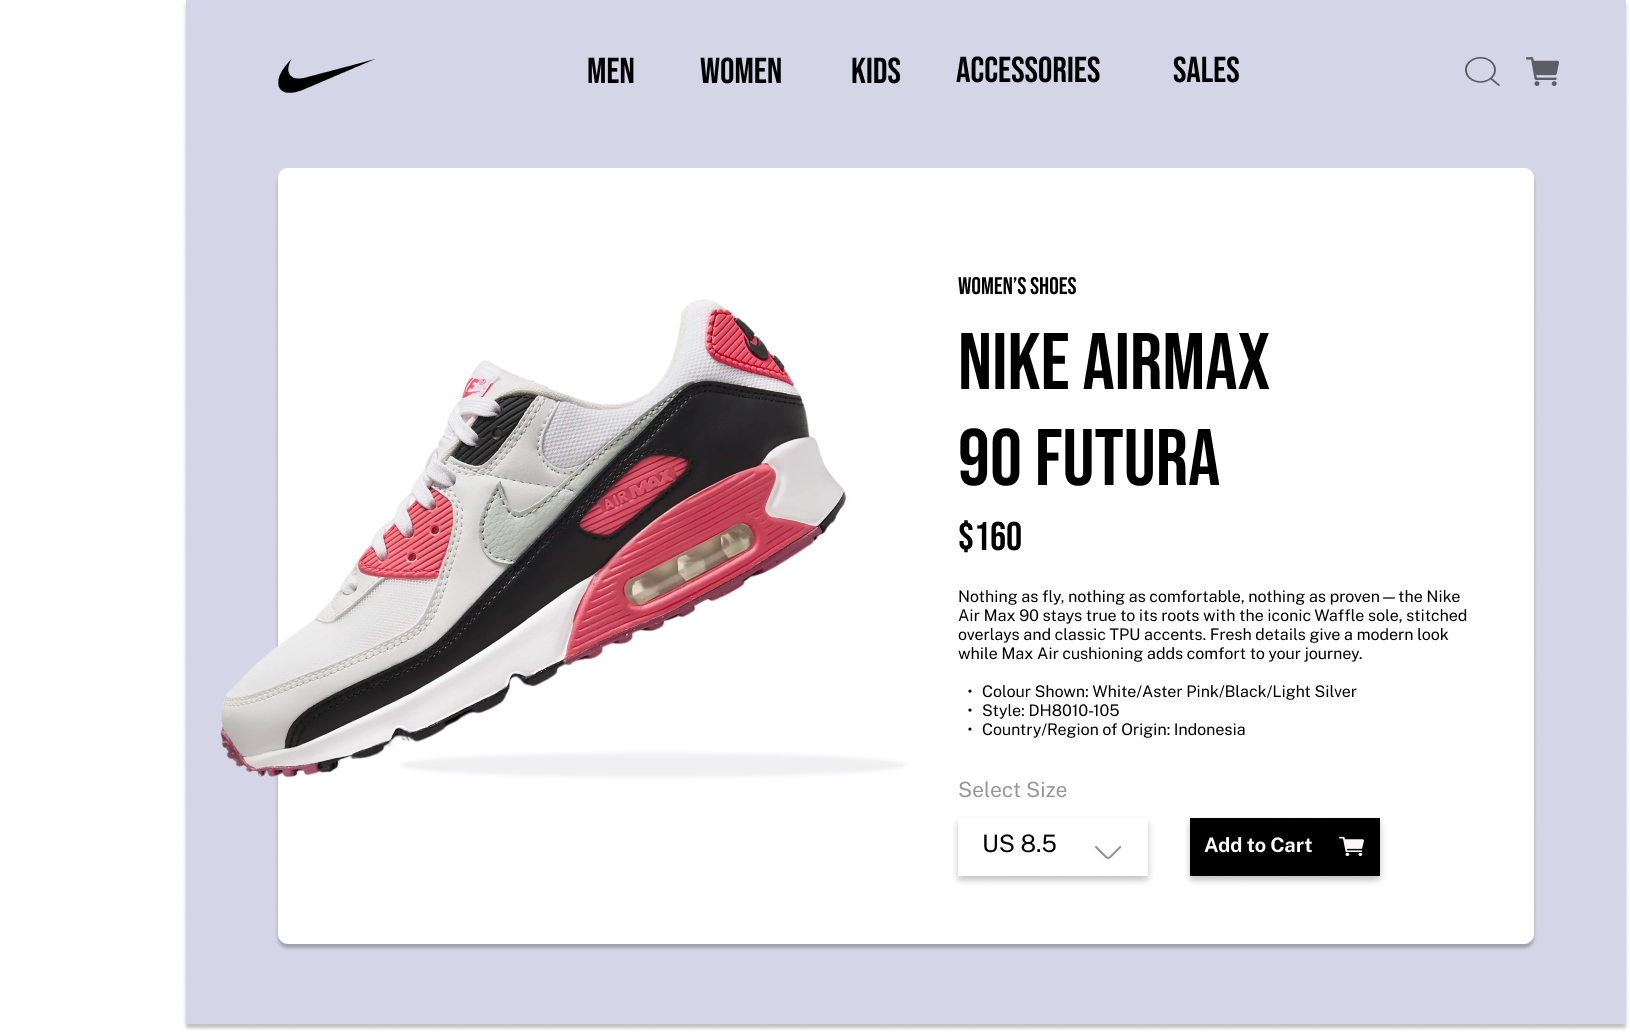 MEN WOMEN KIDS ACCESSORIES SALES
WOMEN’S SHOES
NIKE AIRMAX
90 FUTURA
$160
Nothing as fly, nothing as comfortable, nothing as proven — the Nike
Air Max 90 stays true to its roots with the iconic Waffle sole, stitched
overlays and classic TPU accents. Fresh details give a modern look
while Max Air cushioning adds comfort to your journey.
• Colour Shown: White/Aster Pink/Black/Light Silver
• Style: DH8010-105
• Country/Region of Origin: Indonesia
Select Size
US 8.5
Add to Cart
AIR MAX